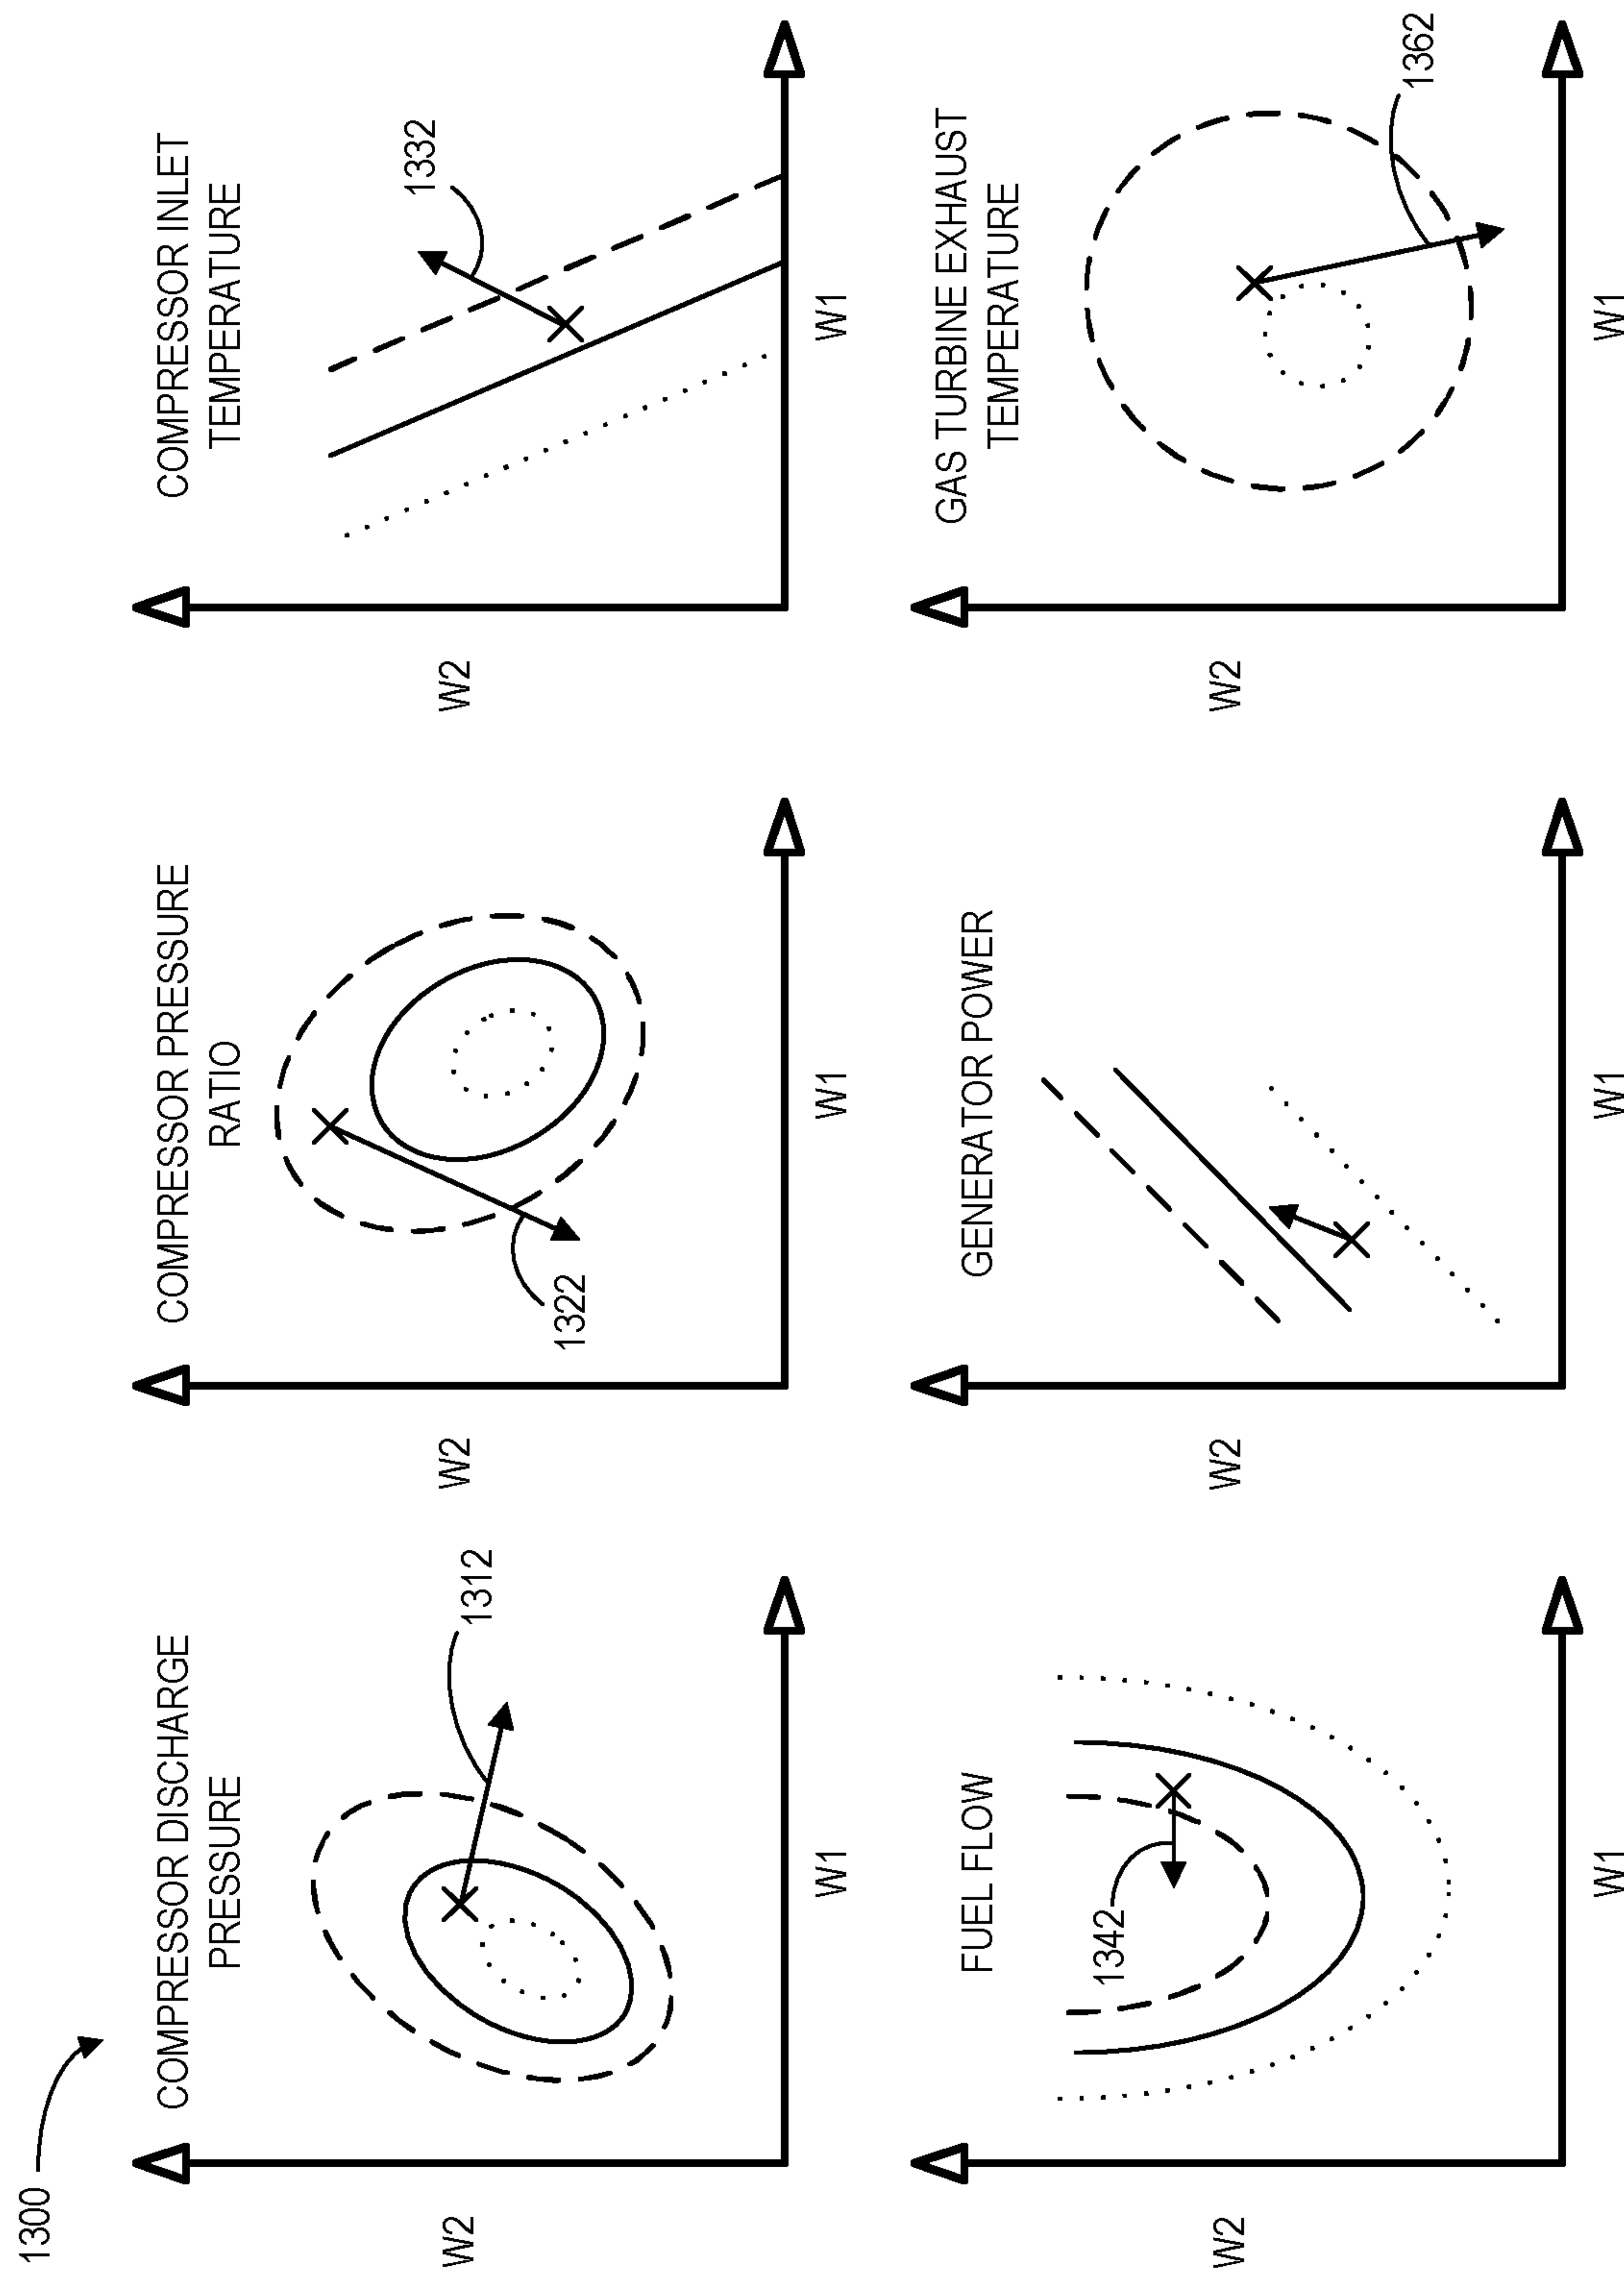 1300
COMPRESSOR DISCHARGE
PRESSURE
W2
1312
W1
COMPRESSOR PRESSURE
RATIO
W2
1322
W1
COMPRESSOR INLET
TEMPERATURE
W2
1332
W1
FUEL FLOW
W2
1342
W1
GENERATOR POWER
W2
W1
GAS TURBINE EXHAUST
TEMPERATURE
W2
1362
W1